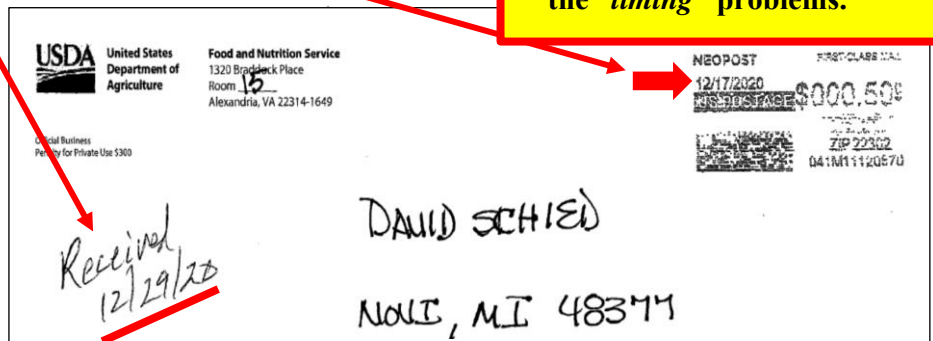 the "timing" problems.
USDA
United States
Department of
Agriculture
Food and Nutrition Service
1320 Braddock Place
Room 15
Alexandria, VA 22314-1649
Official Business
Penalty for Private Use $300
NEOPOST
FIRST-CLASS MAIL
12/17/2020
US POSTAGE
$000.50
ZIP 22302
041M11120870
Received
12/29/20
DAVID SCHIED
NOVI, MI 48377